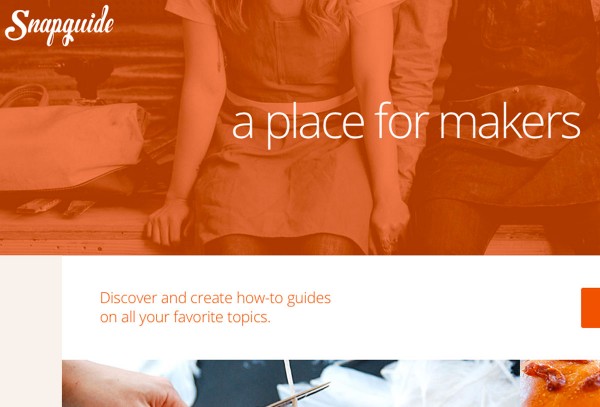 Snapguide
a place for makers
Discover and create how-to guides
on all your favorite topics.